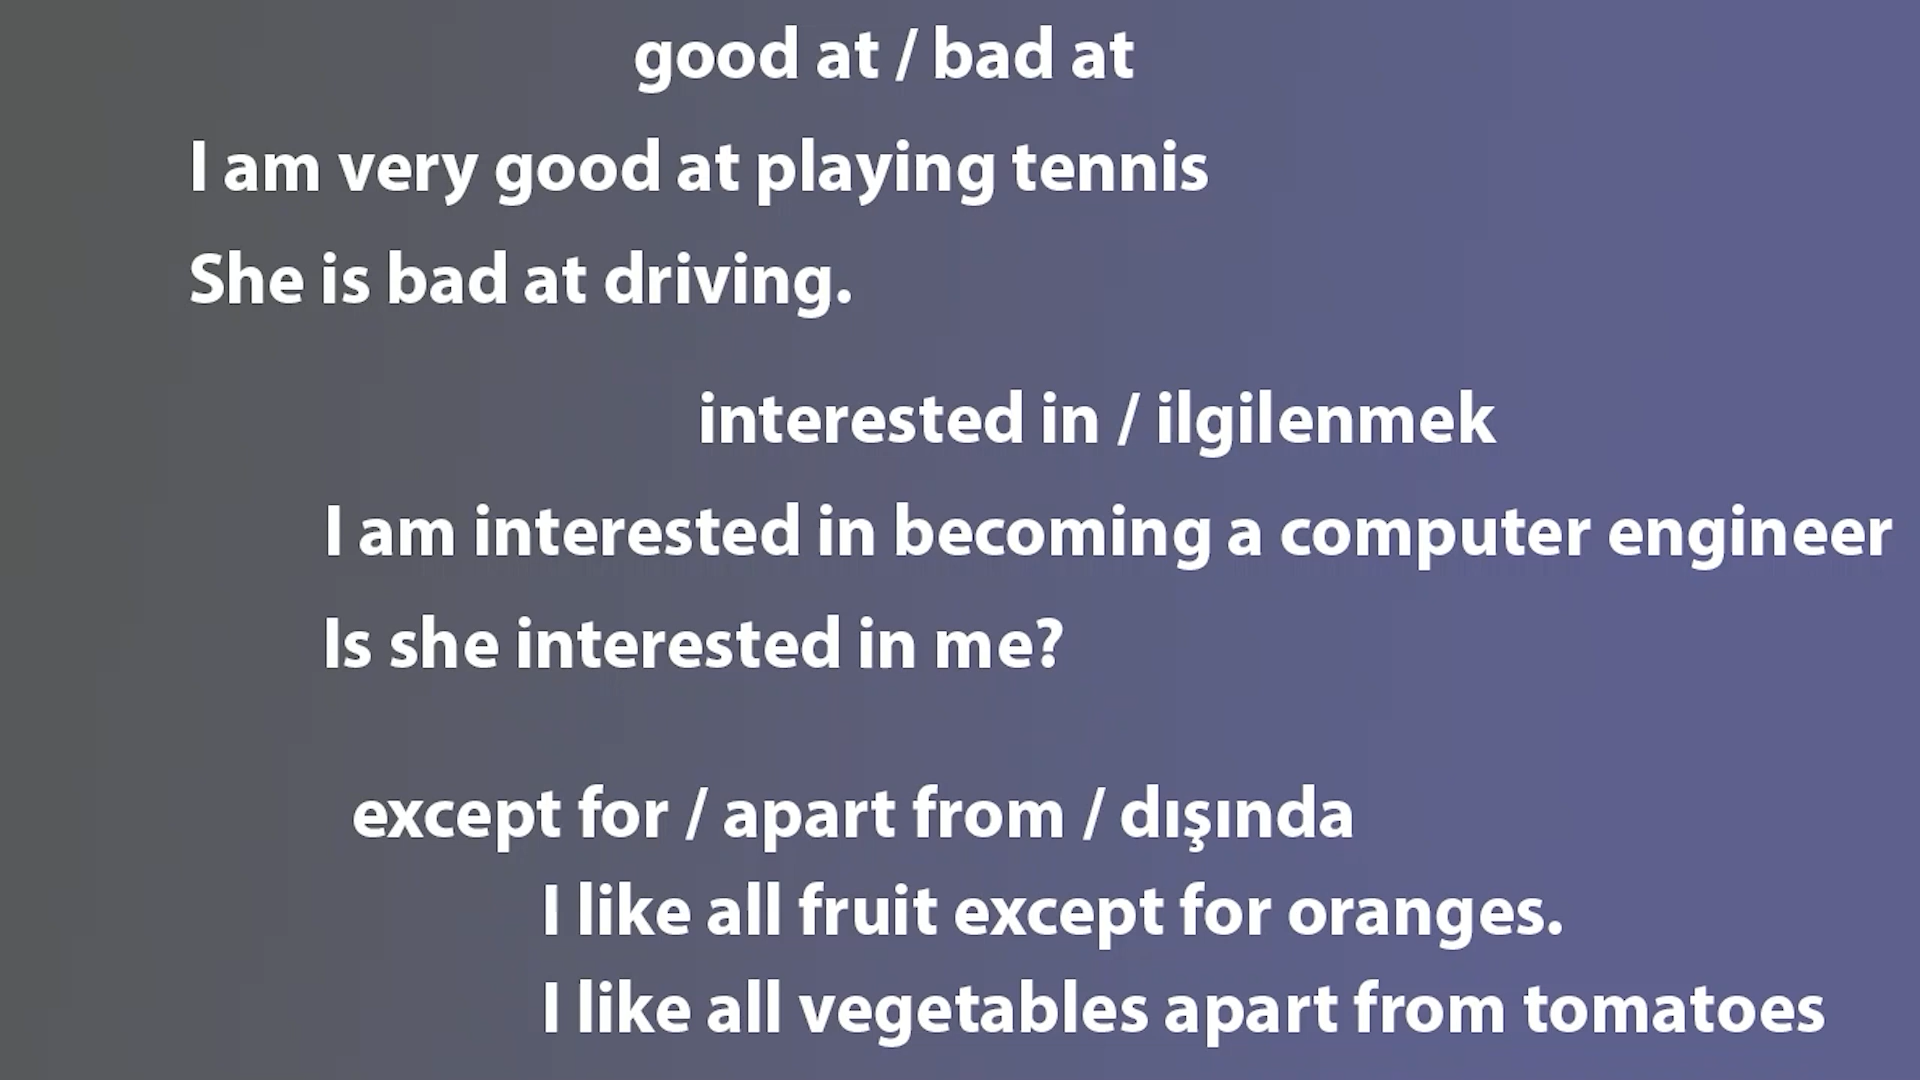 good at / bad at
I am very good at playing tennis
She is bad at driving.
interested in / ilgilenmek
I am interested in becoming a computer engineer
Is she interested in me?
except for / apart from / dışında
I like all fruit except for oranges.
I like all vegetables apart from tomatoes